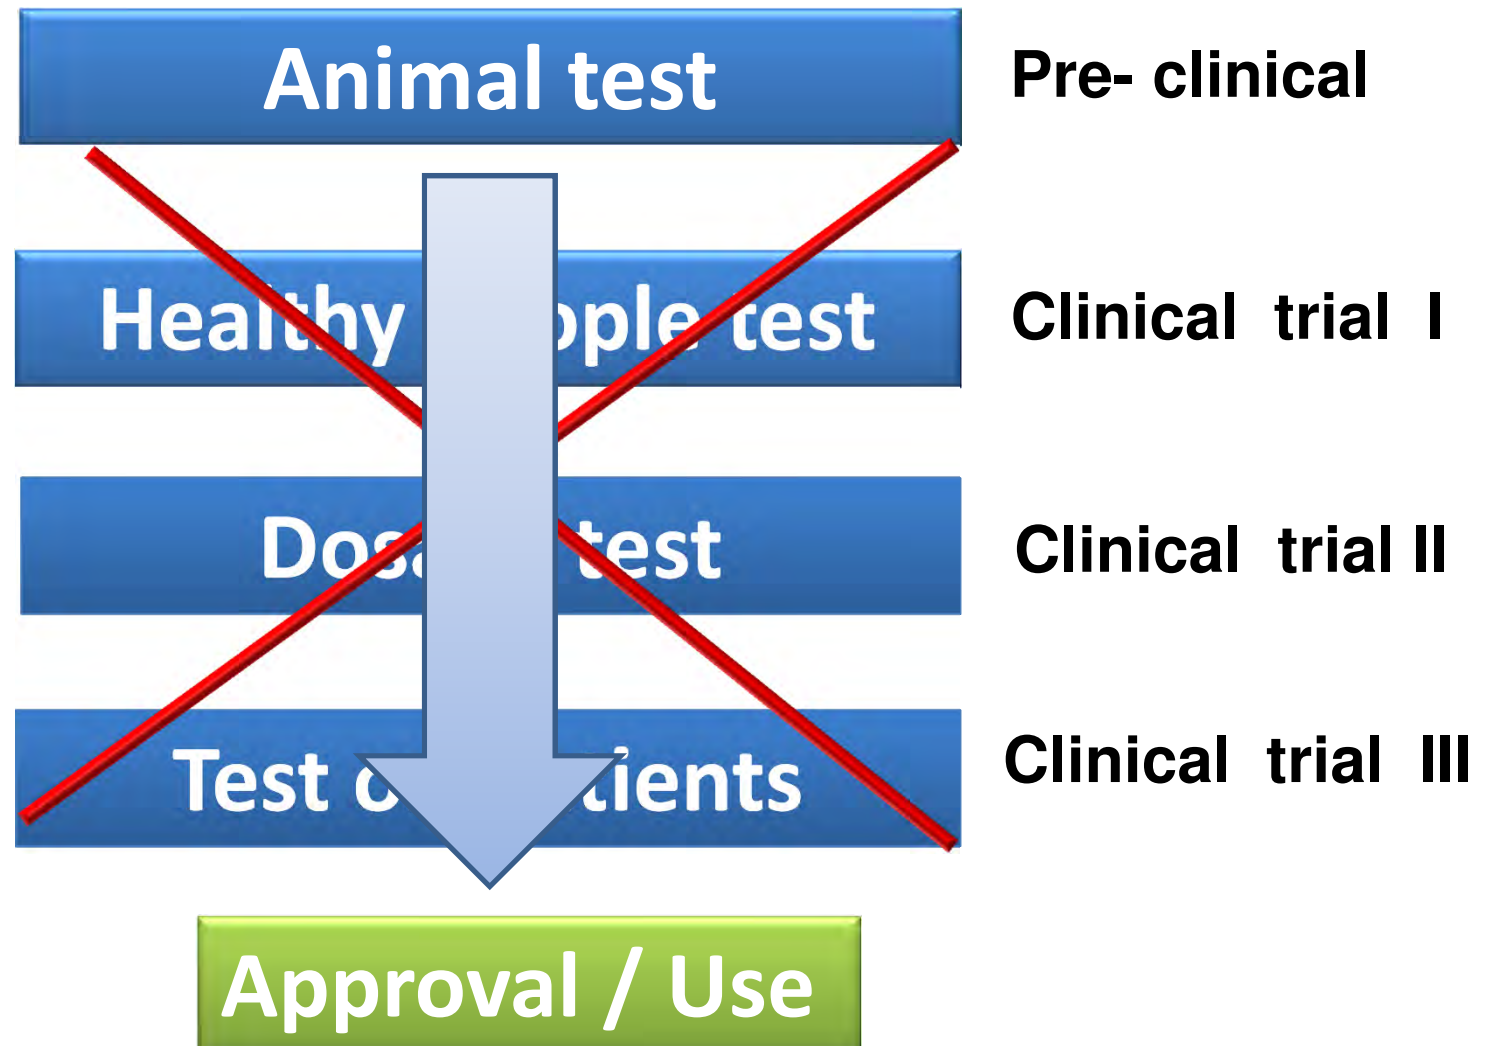 Animal test Pre- clinical
Healthy ople test Clinical trial I
Dos test Clinical trial II
Test o tients Clinical trial III
Approval / Use